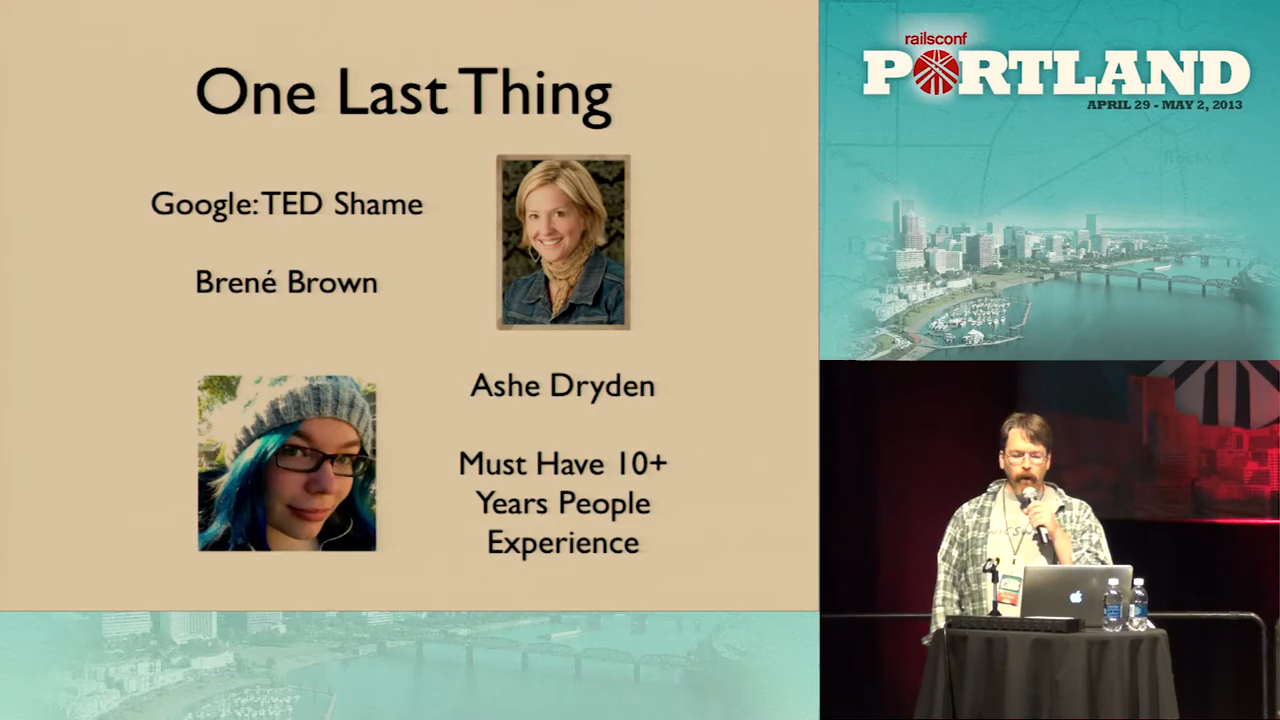 One Last Thing
Google: TED Shame
Brené Brown
Ashe Dryden
Must Have 10+
Years People
Experience
railsconf
PORTLAND
APRIL 29 - MAY 2, 2013